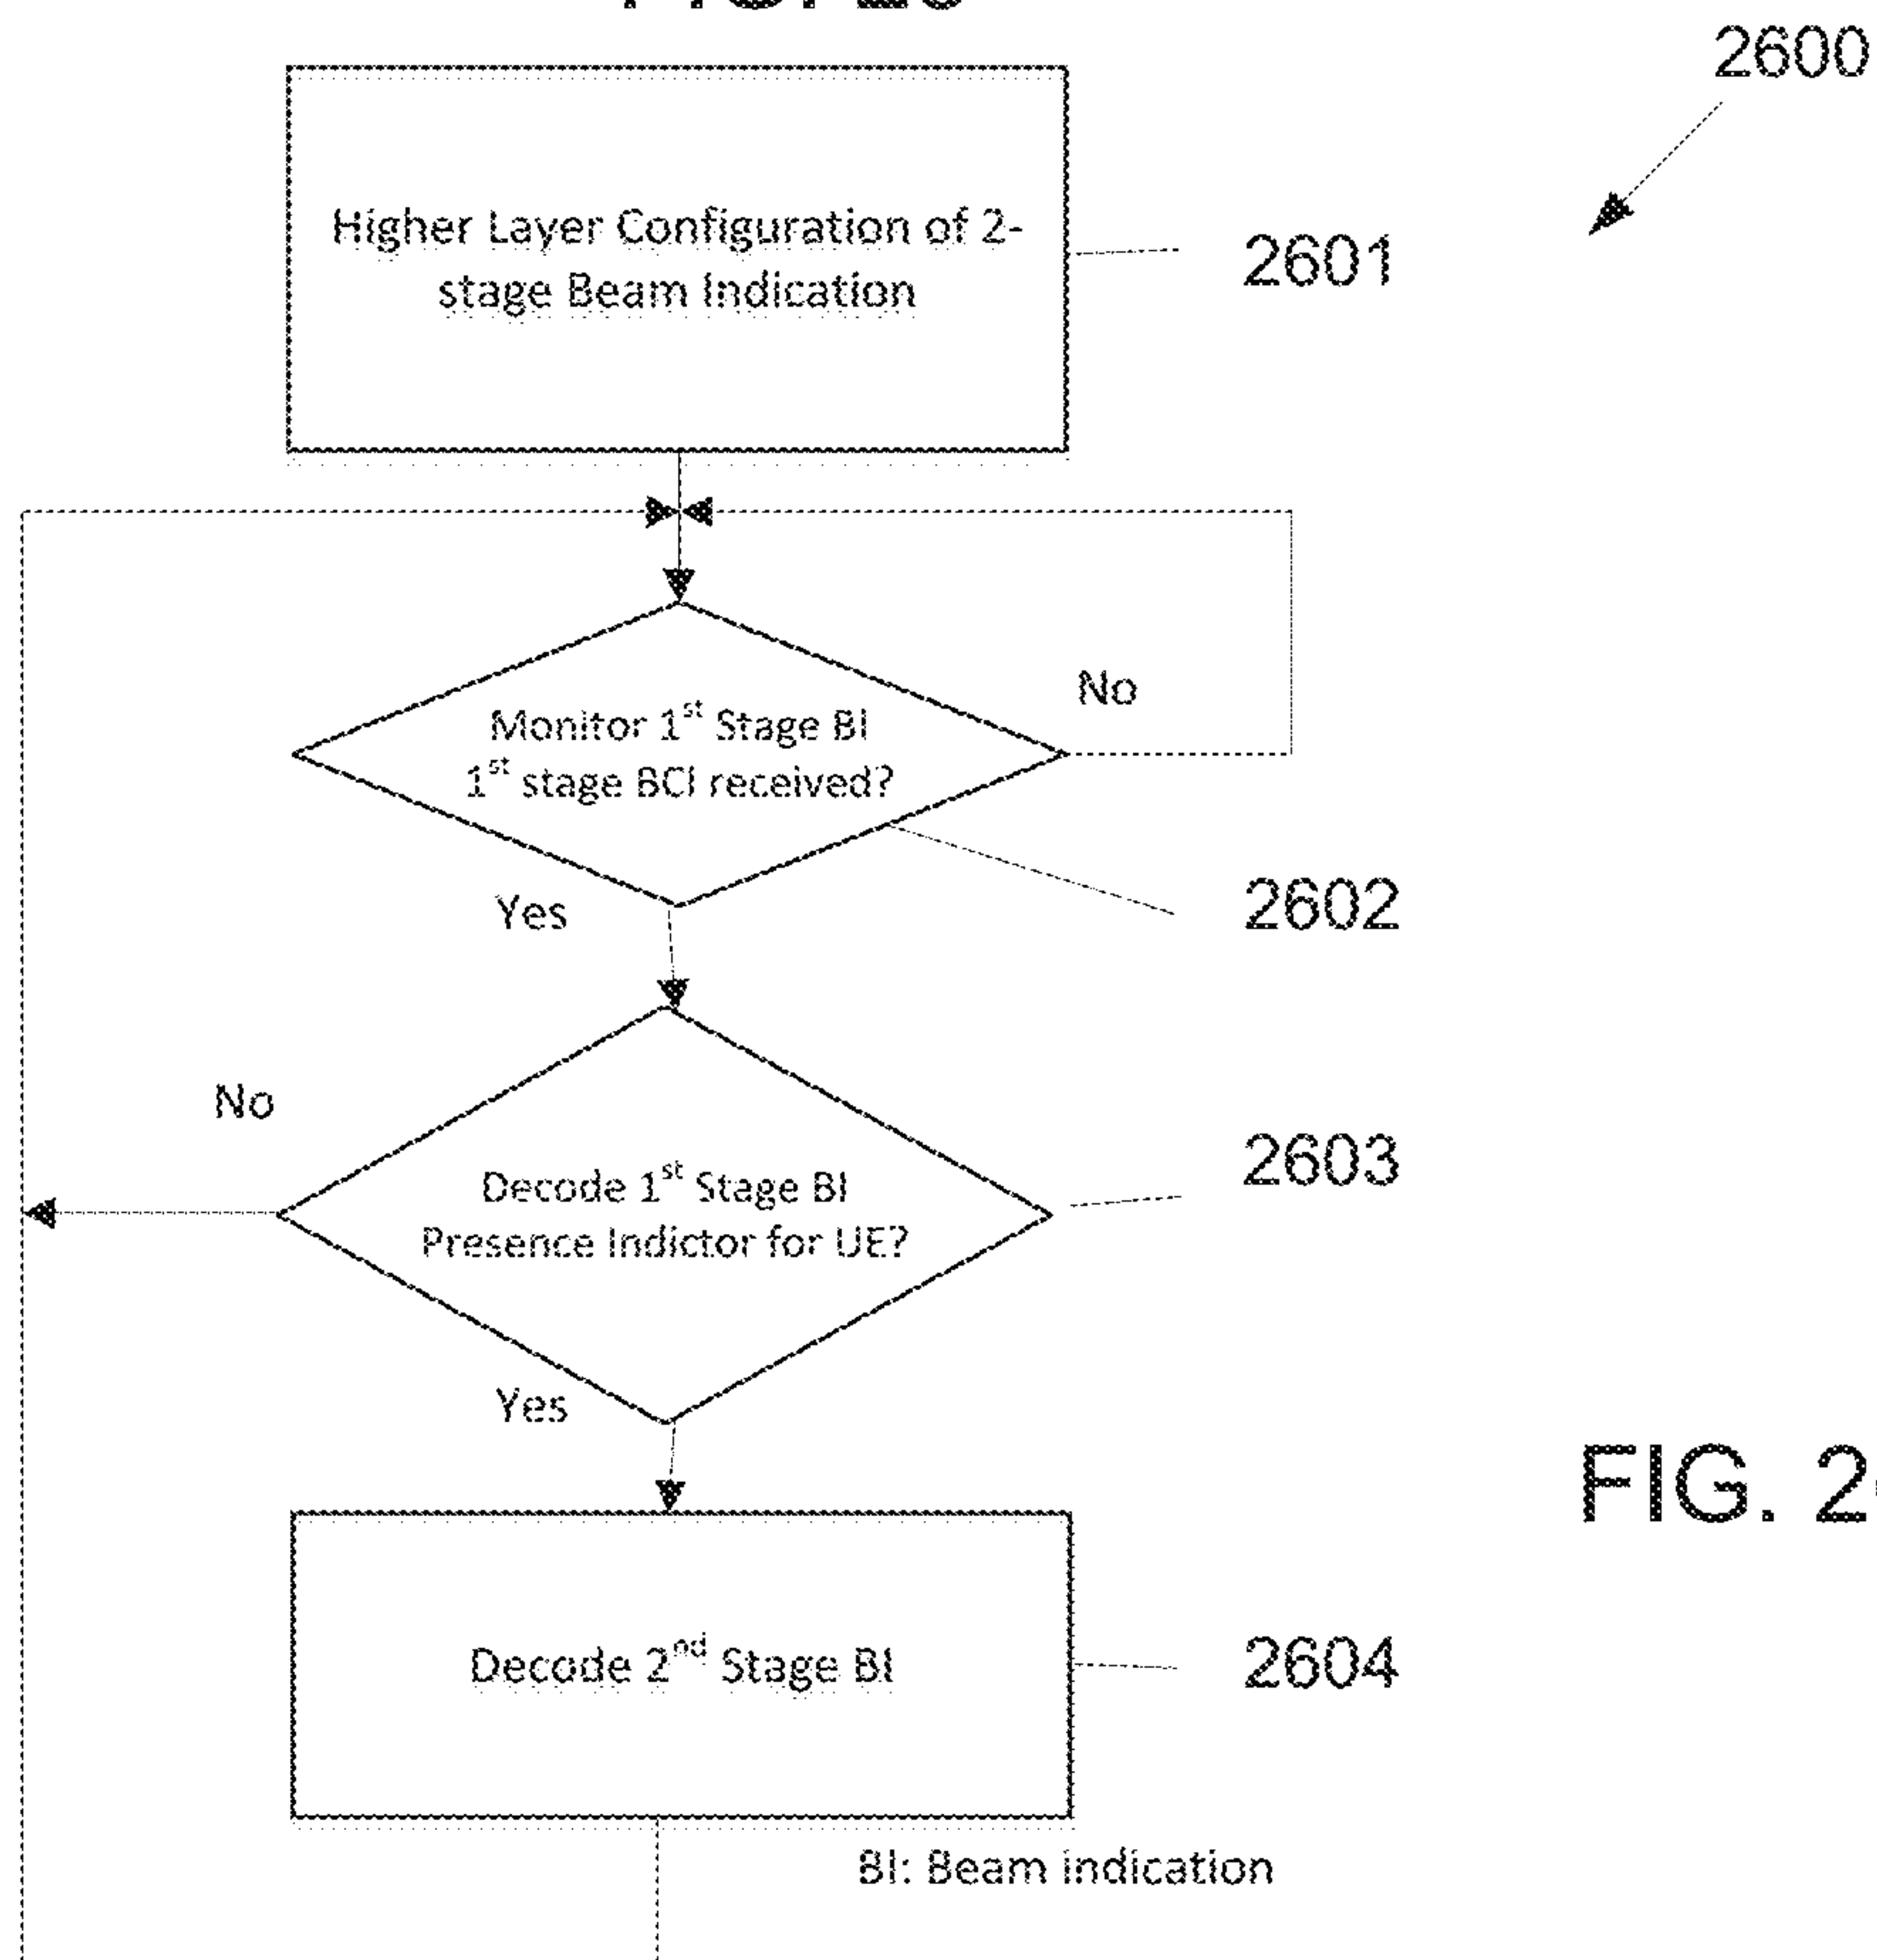 2600
Higher Layer Configuration of 2-
stage Beam Indication
2601
No
Monitor 1st Stage BI
1st stage BCI received?
2602
Yes
No
2603
Decode 1st Stage BI
Presence Indictor for UE?
Yes
FIG. 2
Decode 2nd Stage BI
2604
BI: Beam indication